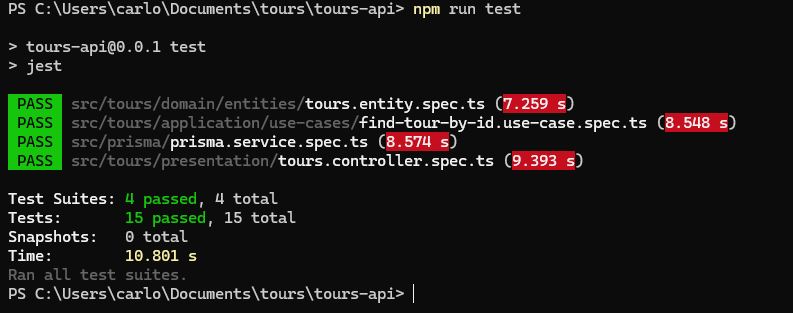 PS C:\Users\carlo\Documents\tours\tours-api> npm run test
> tours-api@0.0.1 test
> jest
PASS src/tours/domain/entities/tours.entity.spec.ts (7.259 s)
PASS src/tours/application/use-cases/find-tour-by-id.use-case.spec.ts (8.548 s)
PASS src/prisma/prisma.service.spec.ts (8.574 s)
PASS src/tours/presentation/tours.controller.spec.ts (9.393 s)
Test Suites: 4 passed, 4 total
Tests: 15 passed, 15 total
Snapshots: 0 total
Time: 10.801 s
Ran all test suites.
PS C:\Users\carlo\Documents\tours\tours-api>